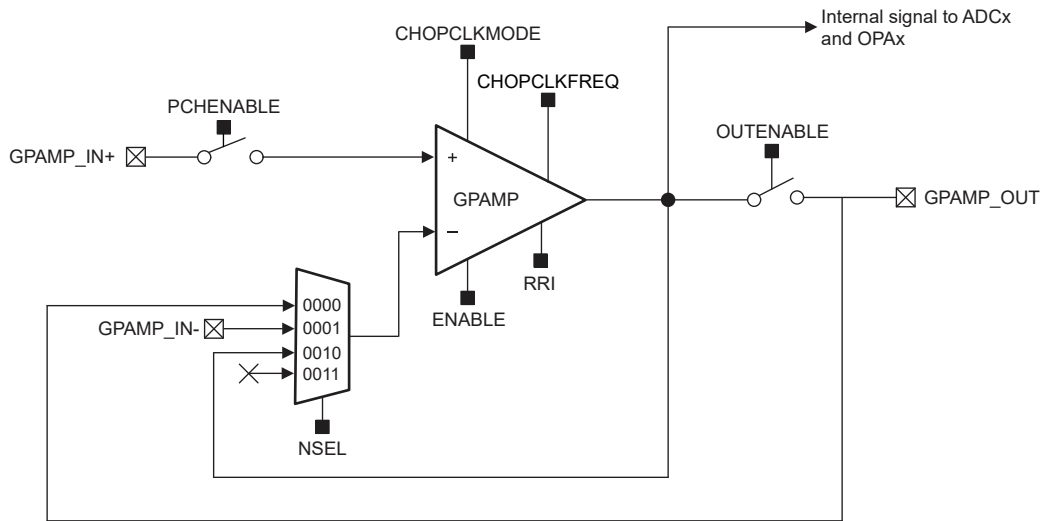 Internal signal to ADCx
and OPAx
CHOPCLKMODE
CHOPCLKFREQ
PCHENABLE
OUTENABLE
GPAMP_IN+
+
GPAMP
−
GPAMP_OUT
RRI
ENABLE
0000
GPAMP_IN-
0001
0010
0011
NSEL